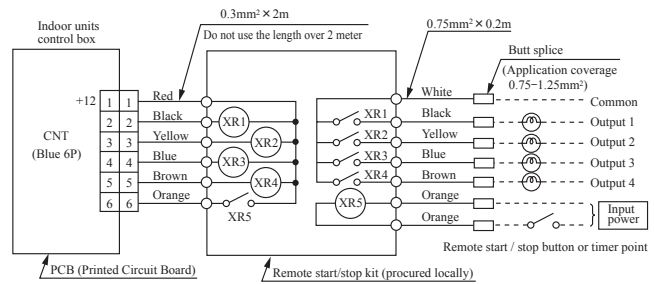 Indoor units
control box
0.3mm² × 2m
Do not use the length over 2 meter
0.75mm² × 0.2m
Butt splice
(Application coverage
0.75−1.25mm²)
CNT
(Blue 6P)
+12 1 1 Red
2 2 Black XR1
3 3 Yellow XR2
4 4 Blue XR3
5 5 Brown XR4
6 6 Orange XR5
White Common
XR1 Black Output 1
XR2 Yellow Output 2
XR3 Blue Output 3
XR4 Brown Output 4
XR5 Orange
Orange
Input
power
Remote start / stop button or timer point
PCB (Printed Circuit Board)
Remote start/stop kit (procured locally)